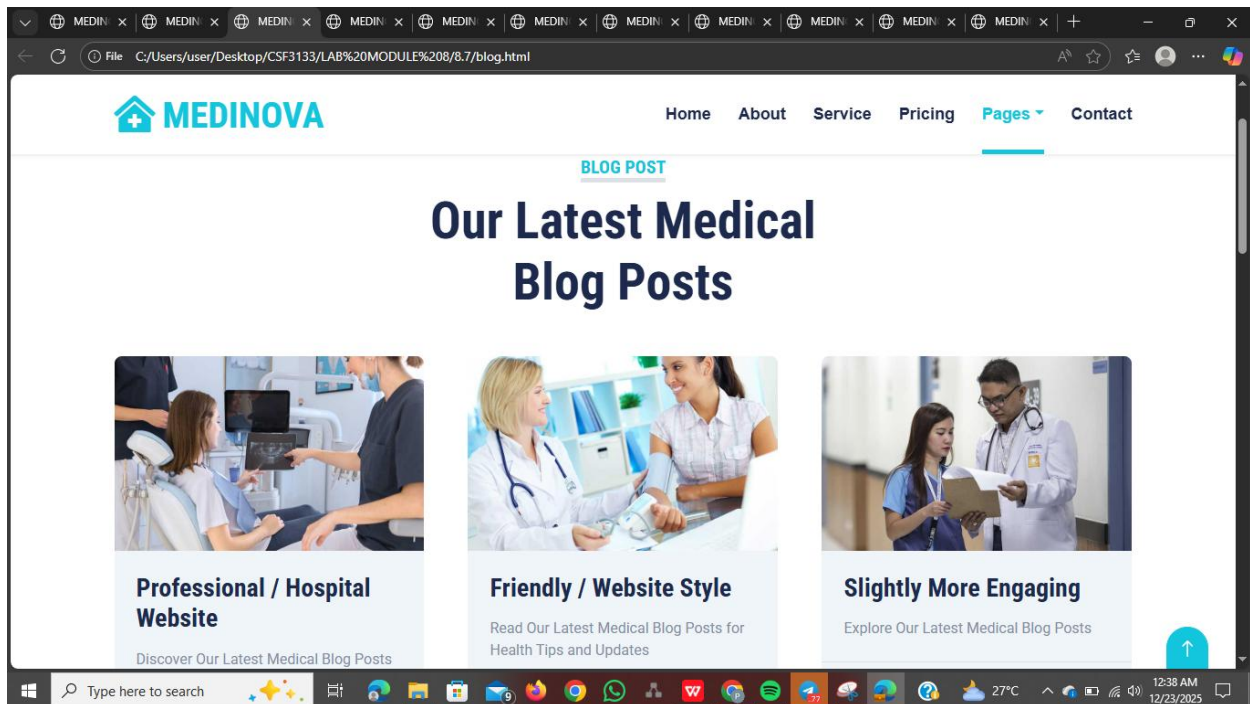 MEDIN MEDIN MEDIN MEDIN MEDIN MEDIN MEDIN MEDIN MEDIN MEDIN MEDIN
File C:/Users/user/Desktop/CSF3133/LAB%20MODULE%208/8.7/blog.html
MEDINOVA
Home About Service Pricing Pages Contact
BLOG POST
Our Latest Medical
Blog Posts
Professional / Hospital
Website
Discover Our Latest Medical Blog Posts
Friendly / Website Style
Read Our Latest Medical Blog Posts for
Health Tips and Updates
Slightly More Engaging
Explore Our Latest Medical Blog Posts
Type here to search
27°C
12:38 AM
12/23/2025